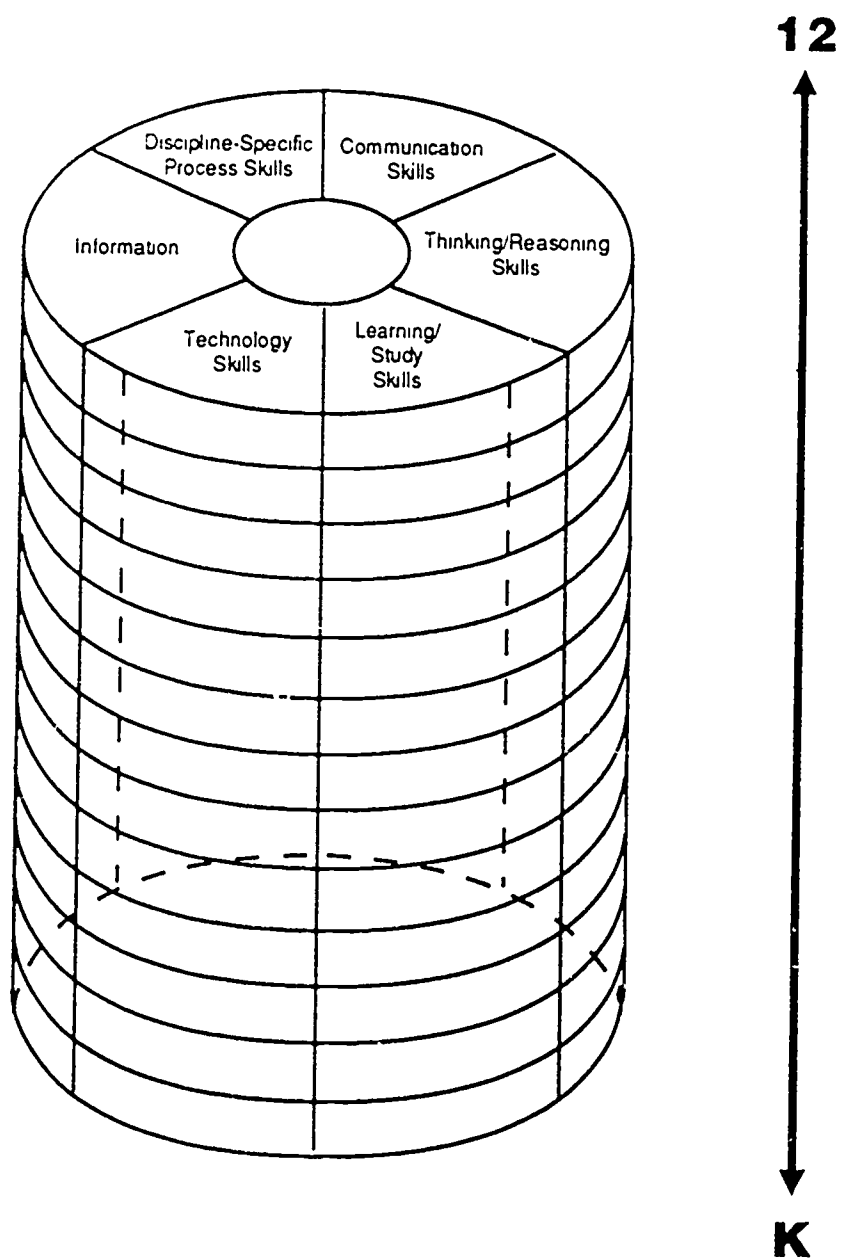 12
Discipline-Specific
Process Skills
Communication
Skills
Information
Thinking/Reasoning
Skills
Technology
Skills
Learning/
Study
Skills
K